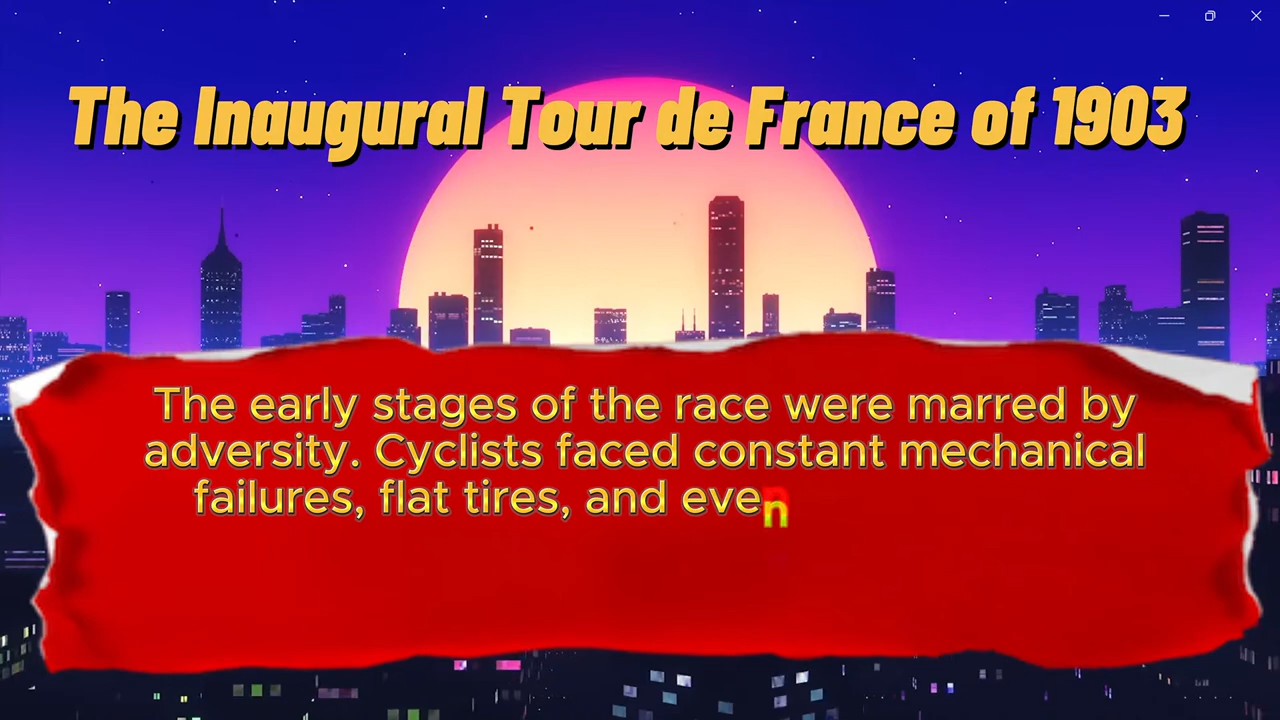 The Inaugural Tour de France of 1903
The early stages of the race were marred by
adversity. Cyclists faced constant mechanical
failures, flat tires, and even